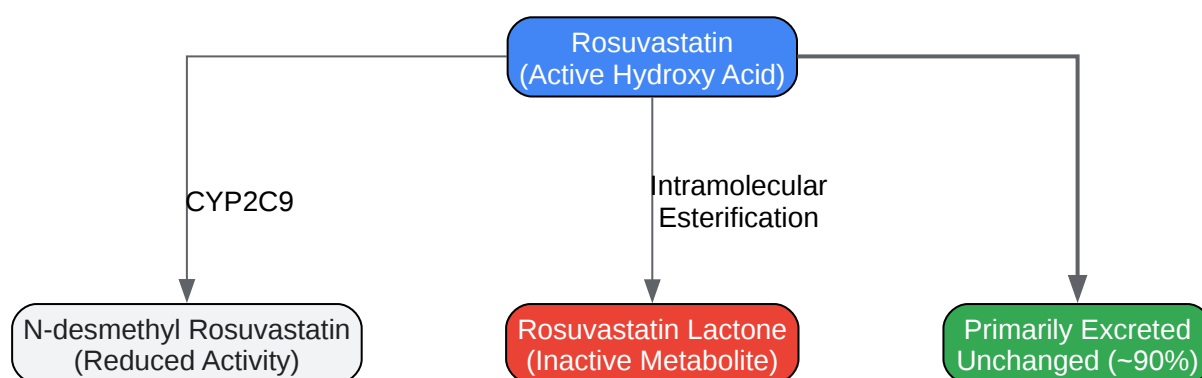 Rosuvastatin
(Active Hydroxy Acid)
CYP2C9
Intramolecular
Esterification
N-desmethyl Rosuvastatin
(Reduced Activity)
Rosuvastatin Lactone
(Inactive Metabolite)
Primarily Excreted
Unchanged (~90%)